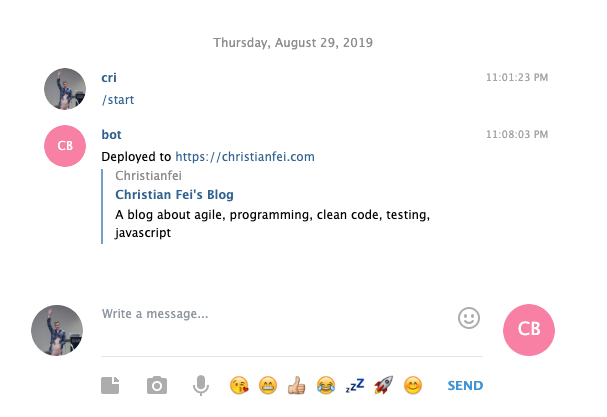 Thursday, August 29, 2019
cri 11:01:23 PM
/start
CB bot 11:08:03 PM
Deployed to https://christianfei.com
Christianfei
Christian Fei's Blog
A blog about agile, programming, clean code, testing,
javascript
Write a message...
CB
SEND